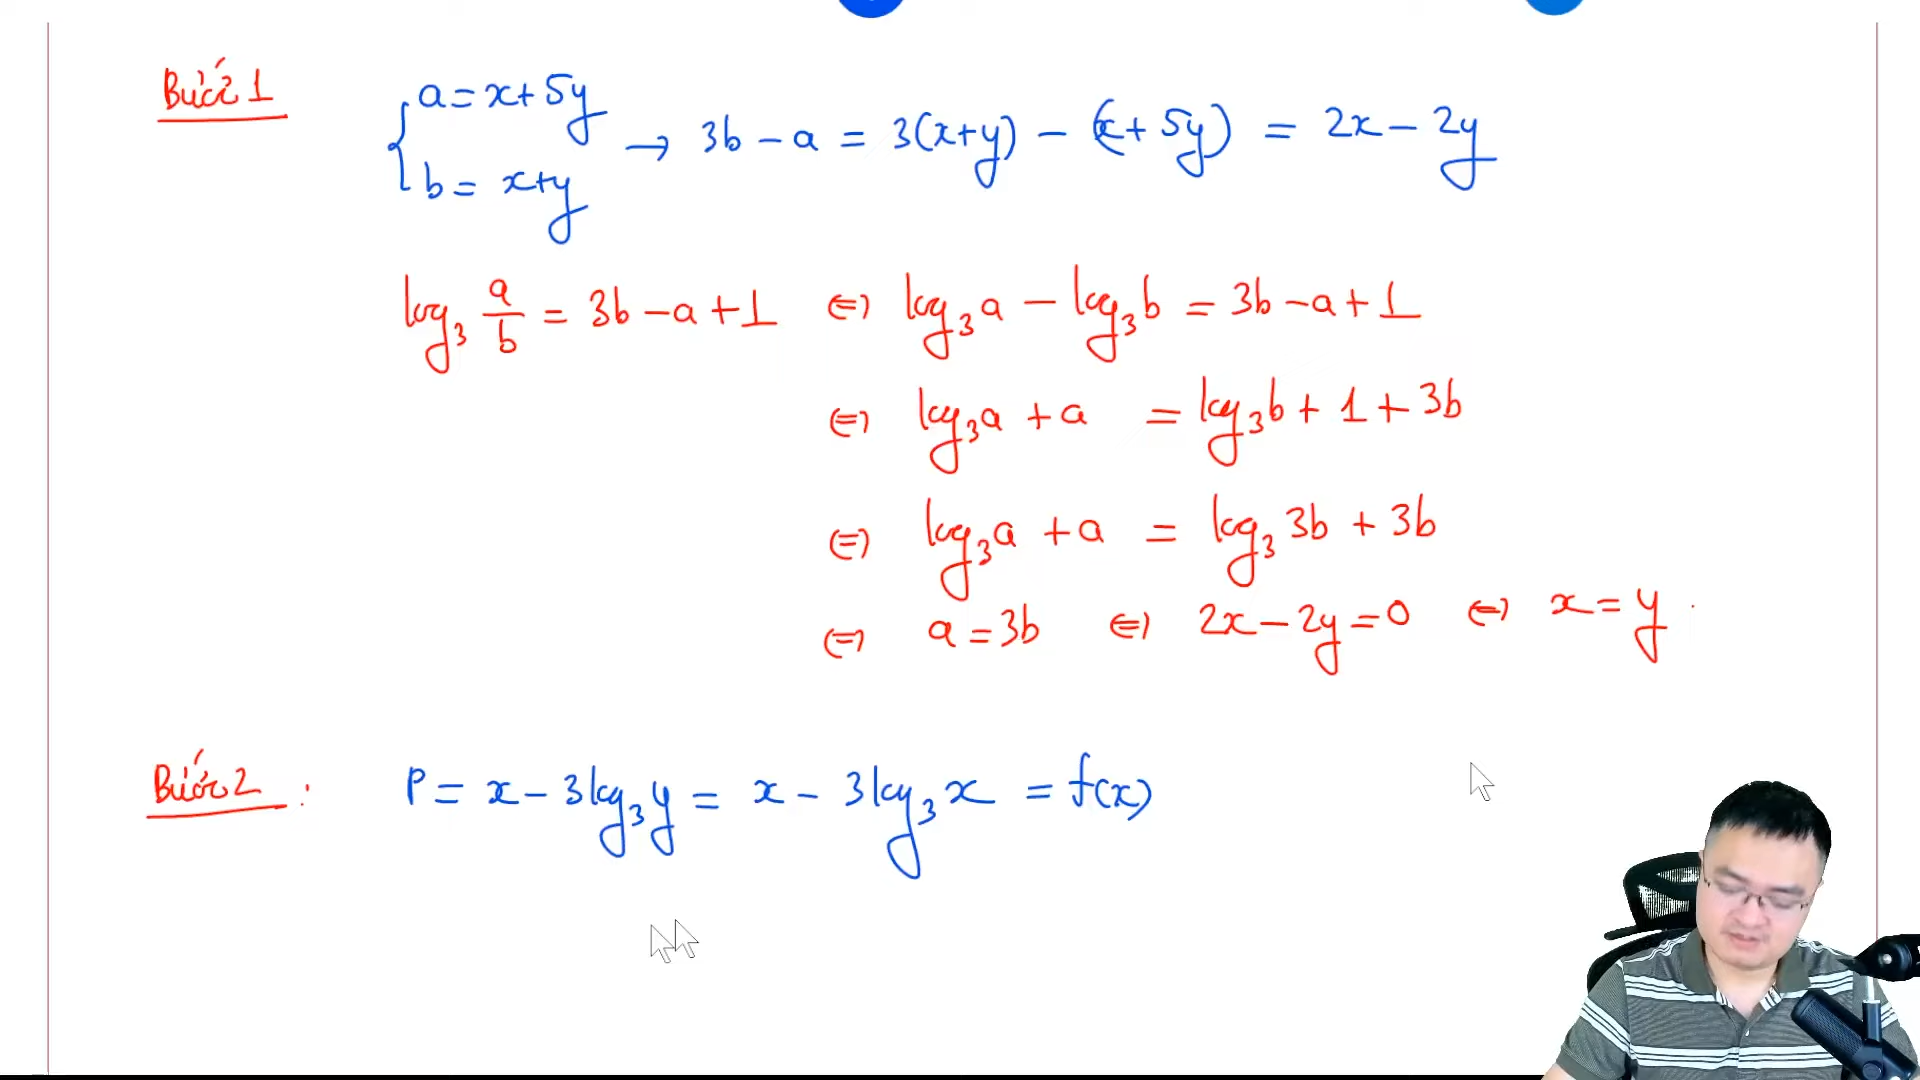 Bước 1
{ a = x + 5y
b = x + y → 3b - a = 3(x+y) - (x + 5y) = 2x - 2y
log₃ a/b = 3b - a + 1 ⇔ log₃a - log₃b = 3b - a + 1
⇔ log₃a + a = log₃b + 1 + 3b
⇔ log₃a + a = log₃3b + 3b
⇔ a = 3b ⇔ 2x - 2y = 0 ⇔ x = y .
Bước 2 : P = x - 3log₃y = x - 3log₃x = f(x)